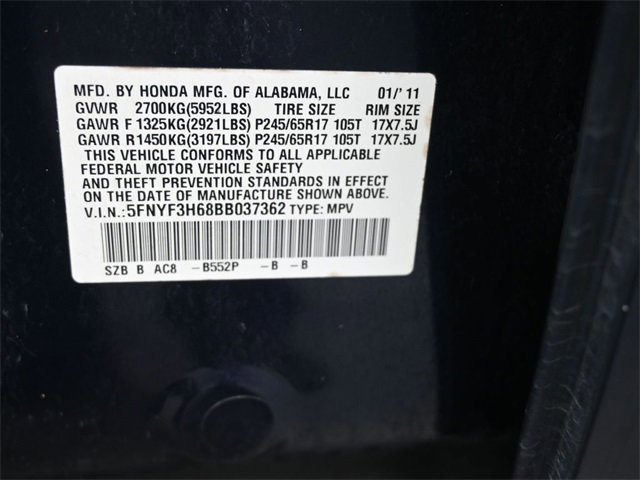 MFD. BY HONDA MFG. OF ALABAMA, LLC 01/'11
GVWR 2700KG(5952LBS) TIRE SIZE RIM SIZE
GAWR F 1325KG(2921LBS) P245/65R17 105T 17X7.5J
GAWR R 1450KG(3197LBS) P245/65R17 105T 17X7.5J
THIS VEHICLE CONFORMS TO ALL APPLICABLE
FEDERAL MOTOR VEHICLE SAFETY
AND THEFT PREVENTION STANDARDS IN EFFECT
ON THE DATE OF MANUFACTURE SHOWN ABOVE.
V.I.N.:5FNYF3H68BB037362 TYPE: MPV
SZB B AC8 -B552P -B -B